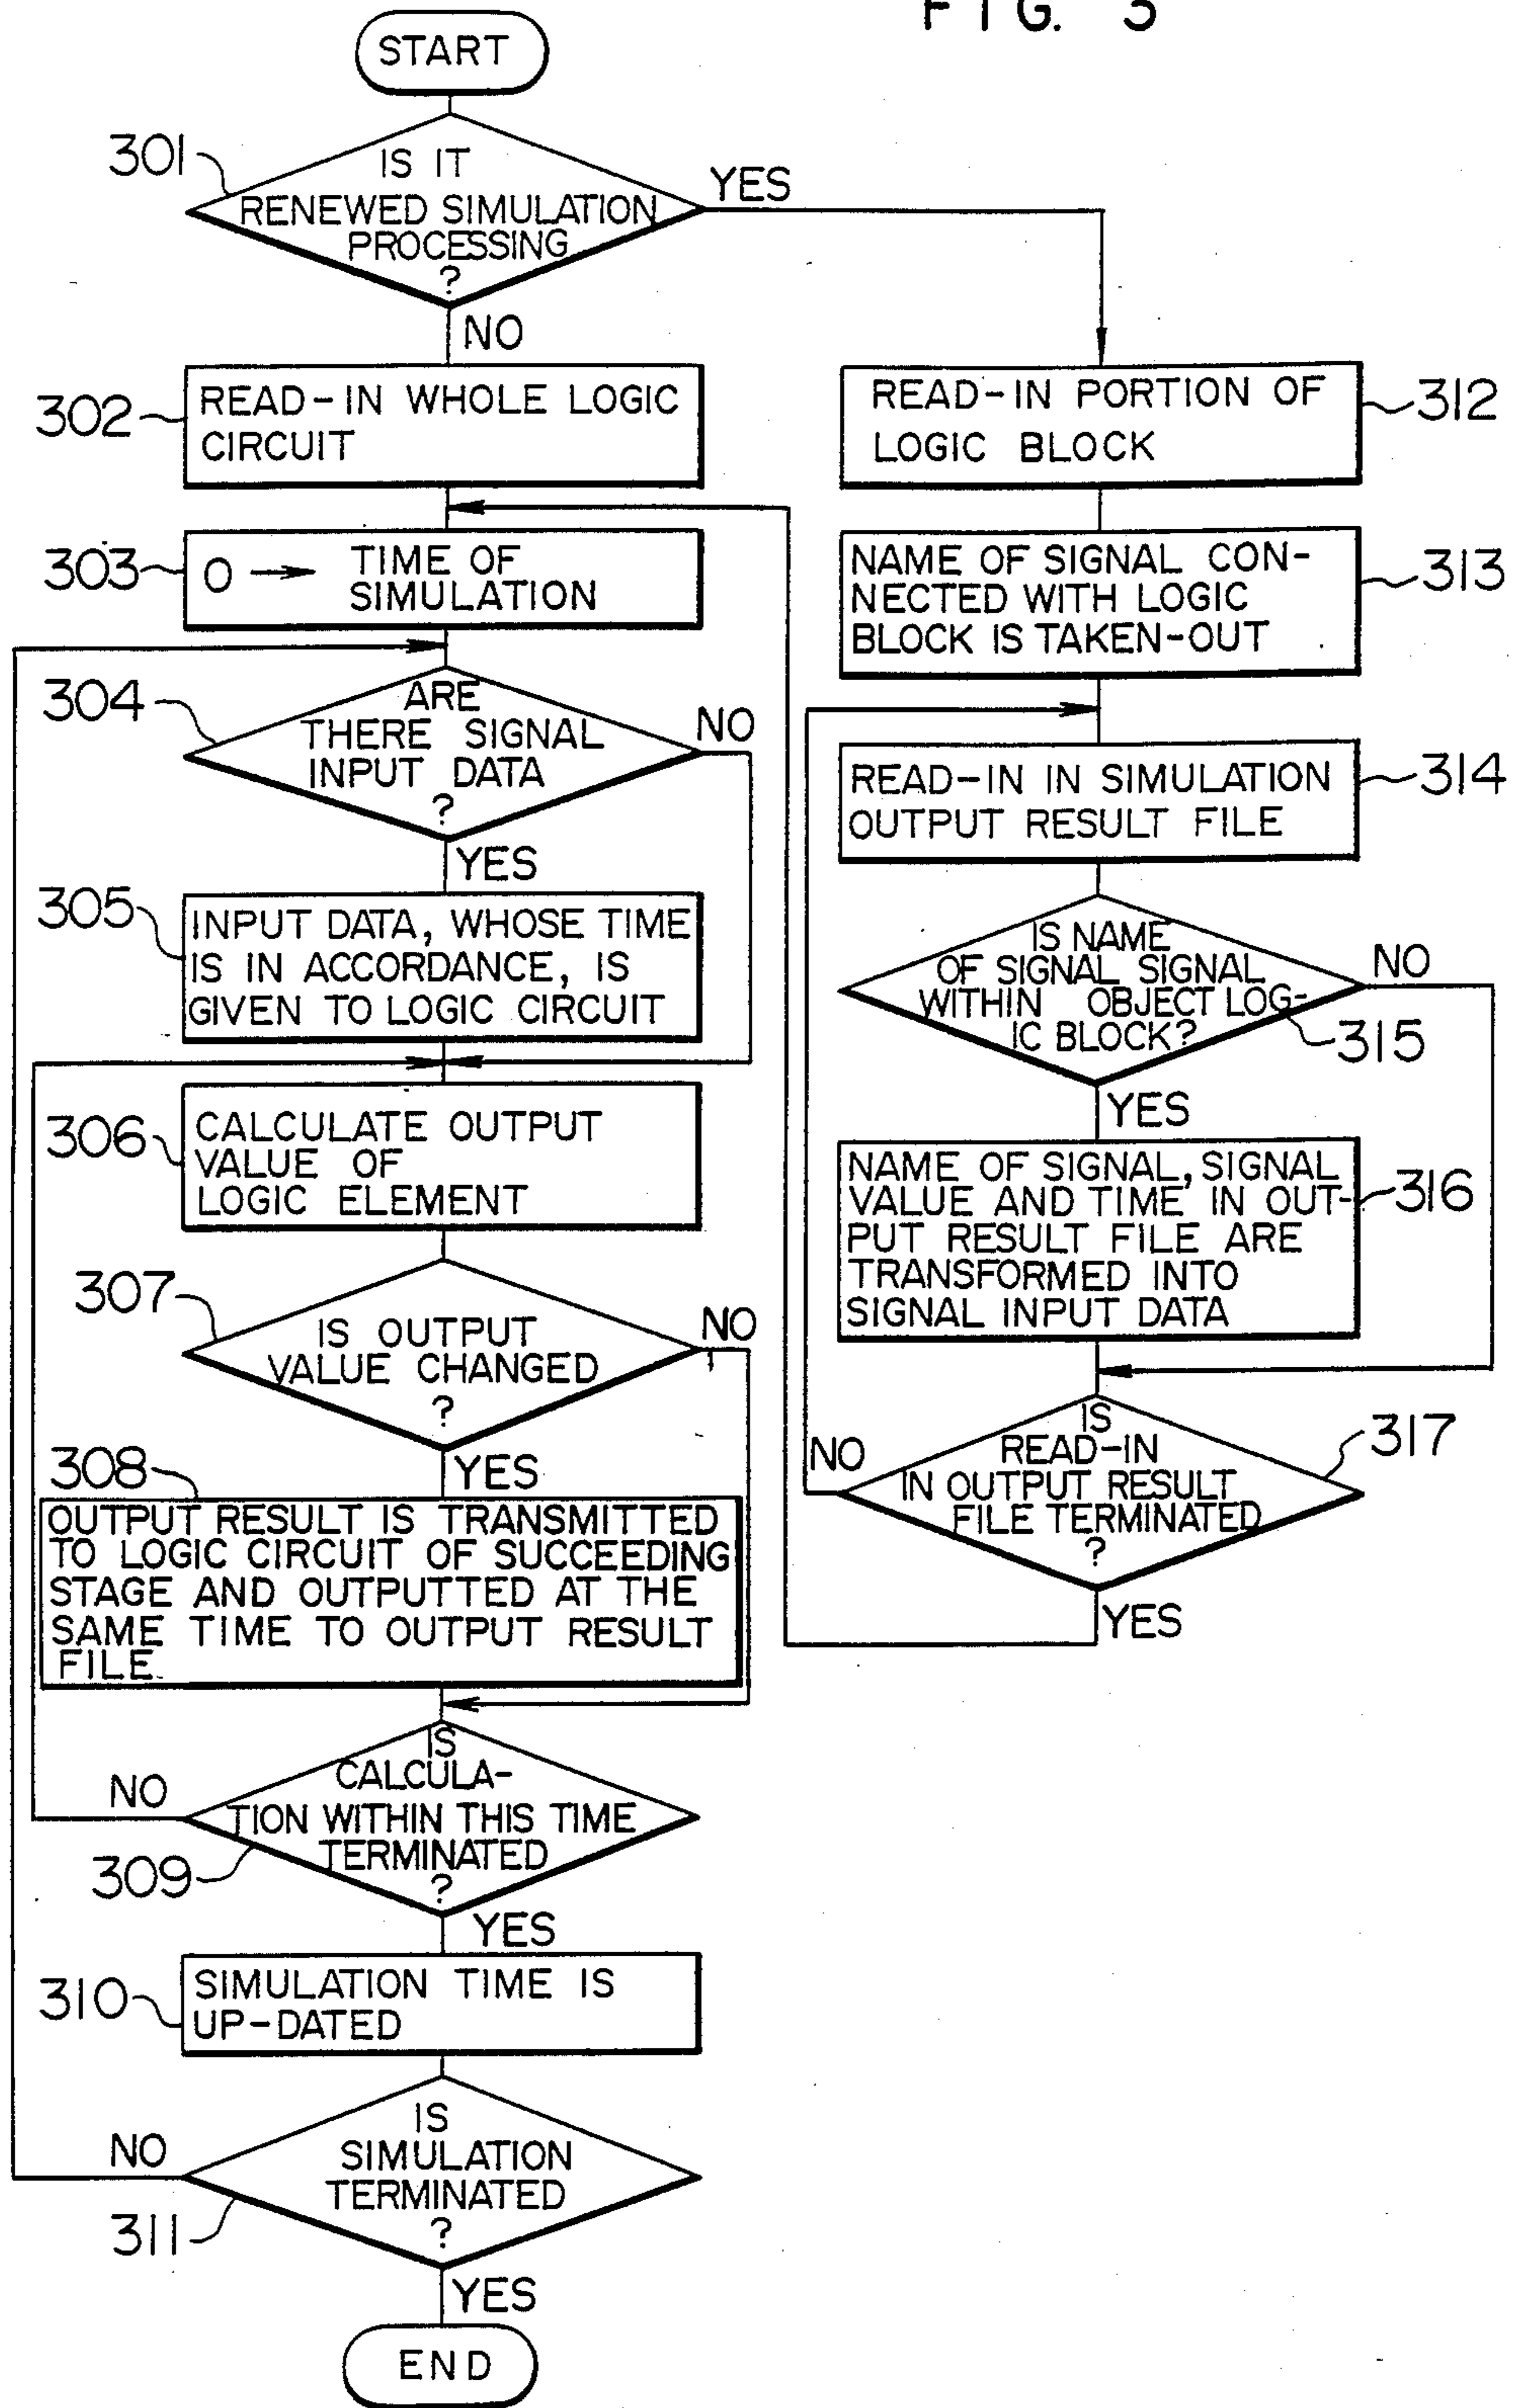 FIG. 3
START
301
IS IT
RENEWED SIMULATION
PROCESSING
?
YES
NO
302
READ-IN WHOLE LOGIC
CIRCUIT
303
0 → TIME OF
SIMULATION
304
ARE
THERE SIGNAL
INPUT DATA
?
NO
YES
305
INPUT DATA, WHOSE TIME
IS IN ACCORDANCE, IS
GIVEN TO LOGIC CIRCUIT
306
CALCULATE OUTPUT
VALUE OF
LOGIC ELEMENT
307
IS OUTPUT
VALUE CHANGED
?
NO
YES
308
OUTPUT RESULT IS TRANSMITTED
TO LOGIC CIRCUIT OF SUCCEEDING
STAGE AND OUTPUTTED AT THE
SAME TIME TO OUTPUT RESULT
FILE
IS
CALCULA-
TION WITHIN THIS TIME
TERMINATED
?
NO
309
YES
310
SIMULATION TIME IS
UP-DATED
IS
SIMULATION
TERMINATED
?
NO
311
YES
END
READ-IN PORTION OF
LOGIC BLOCK
312
NAME OF SIGNAL CON-
NECTED WITH LOGIC
BLOCK IS TAKEN-OUT
313
READ-IN IN SIMULATION
OUTPUT RESULT FILE
314
IS NAME
OF SIGNAL SIGNAL
WITHIN OBJECT LOG-
IC BLOCK?
NO
315
YES
NAME OF SIGNAL, SIGNAL
VALUE AND TIME, IN OUT-
PUT RESULT FILE ARE
TRANSFORMED INTO
SIGNAL INPUT DATA
316
IS
READ-IN
IN OUTPUT RESULT
FILE TERMINATED
?
NO
317
YES